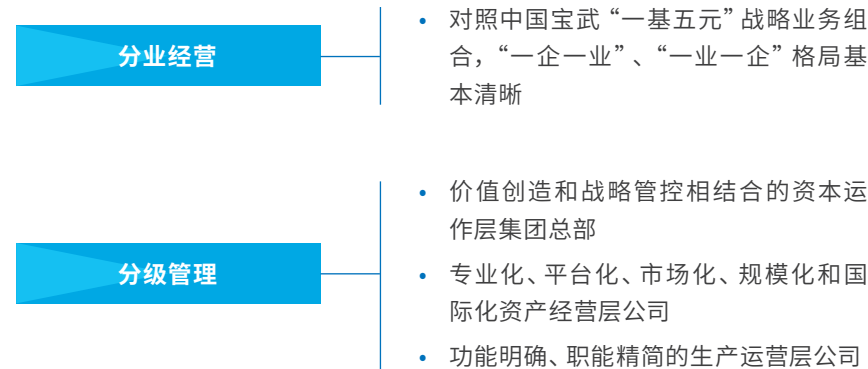 分业经营
• 对照中国宝武“一基五元”战略业务组
合，“一企一业”、“一业一企”格局基
本清晰
分级管理
• 价值创造和战略管控相结合的资本运
作层集团总部
• 专业化、平台化、市场化、规模化和国
际化资产经营层公司
• 功能明确、职能精简的生产运营层公司